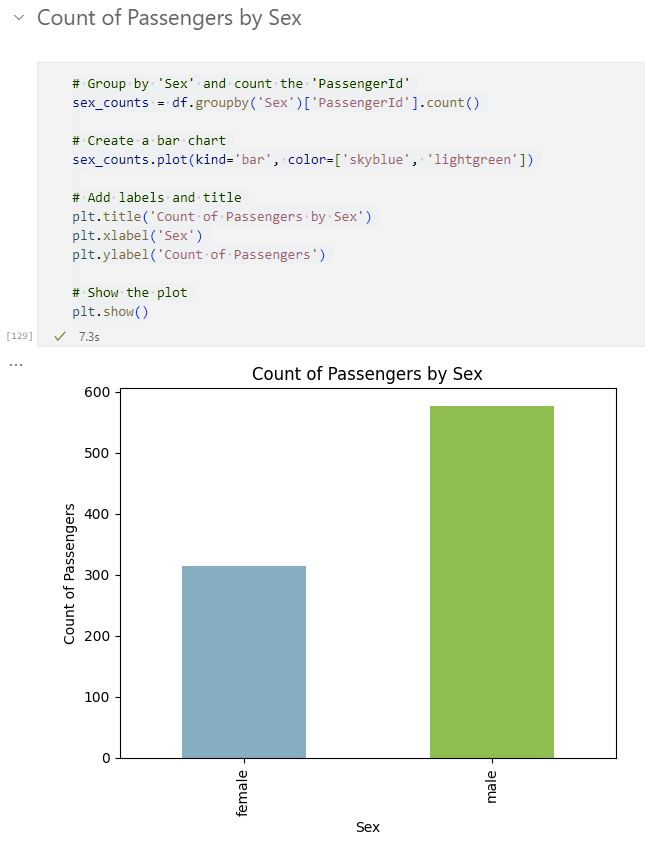 Count of Passengers by Sex
# Group by 'Sex' and count the 'PassengerId'
sex_counts = df.groupby('Sex')['PassengerId'].count()
# Create a bar chart
sex_counts.plot(kind='bar', color=['skyblue', 'lightgreen'])
# Add labels and title
plt.title('Count of Passengers by Sex')
plt.xlabel('Sex')
plt.ylabel('Count of Passengers')
# Show the plot
plt.show()
[129]
7.3s
...
Count of Passengers by Sex
600
500
400
300
200
100
0
Count of Passengers
female
male
Sex